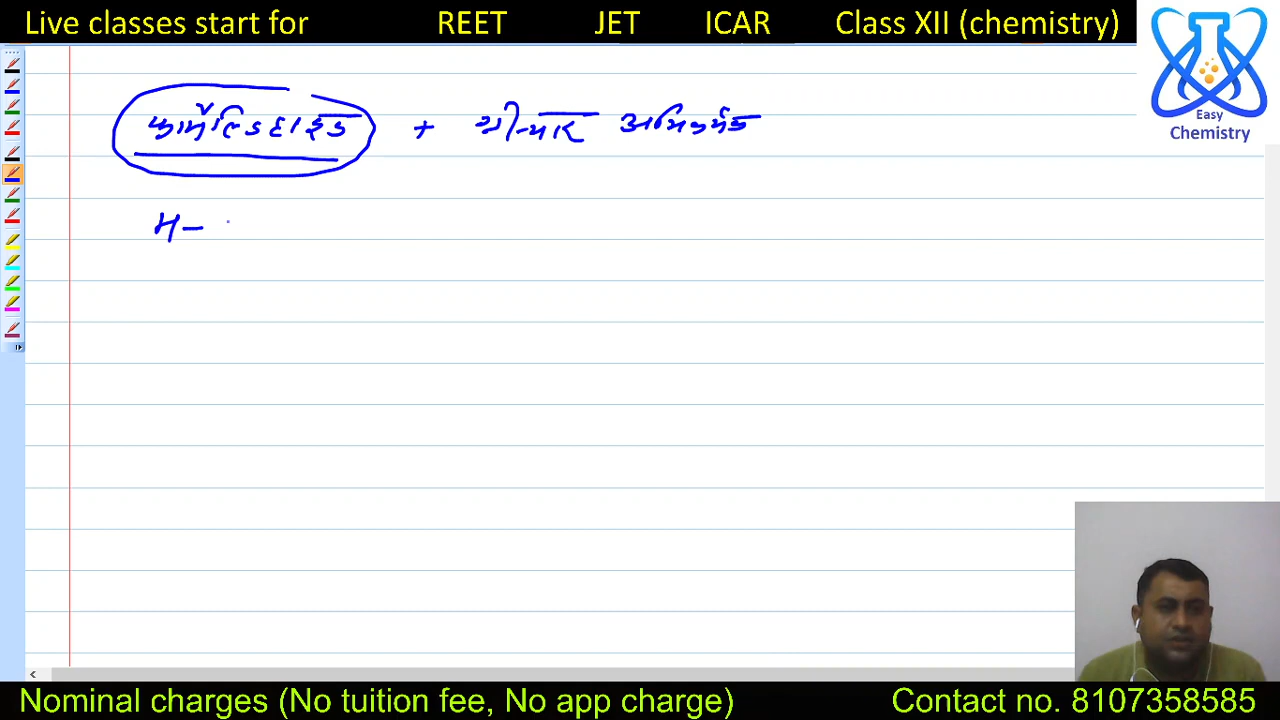 Live classes start for REET JET ICAR Class XII (chemistry)
Easy
Chemistry
फार्मेल्डिहाइड + ग्रीन्यार अभिकर्मक
H –
Nominal charges (No tuition fee, No app charge) Contact no. 8107358585